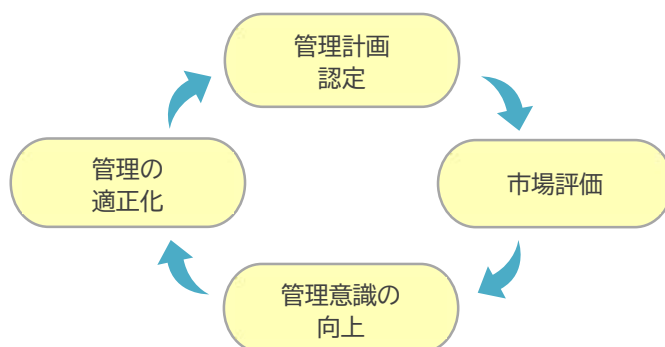 管理計画
認定
管理の
適正化
市場評価
管理意識の
向上